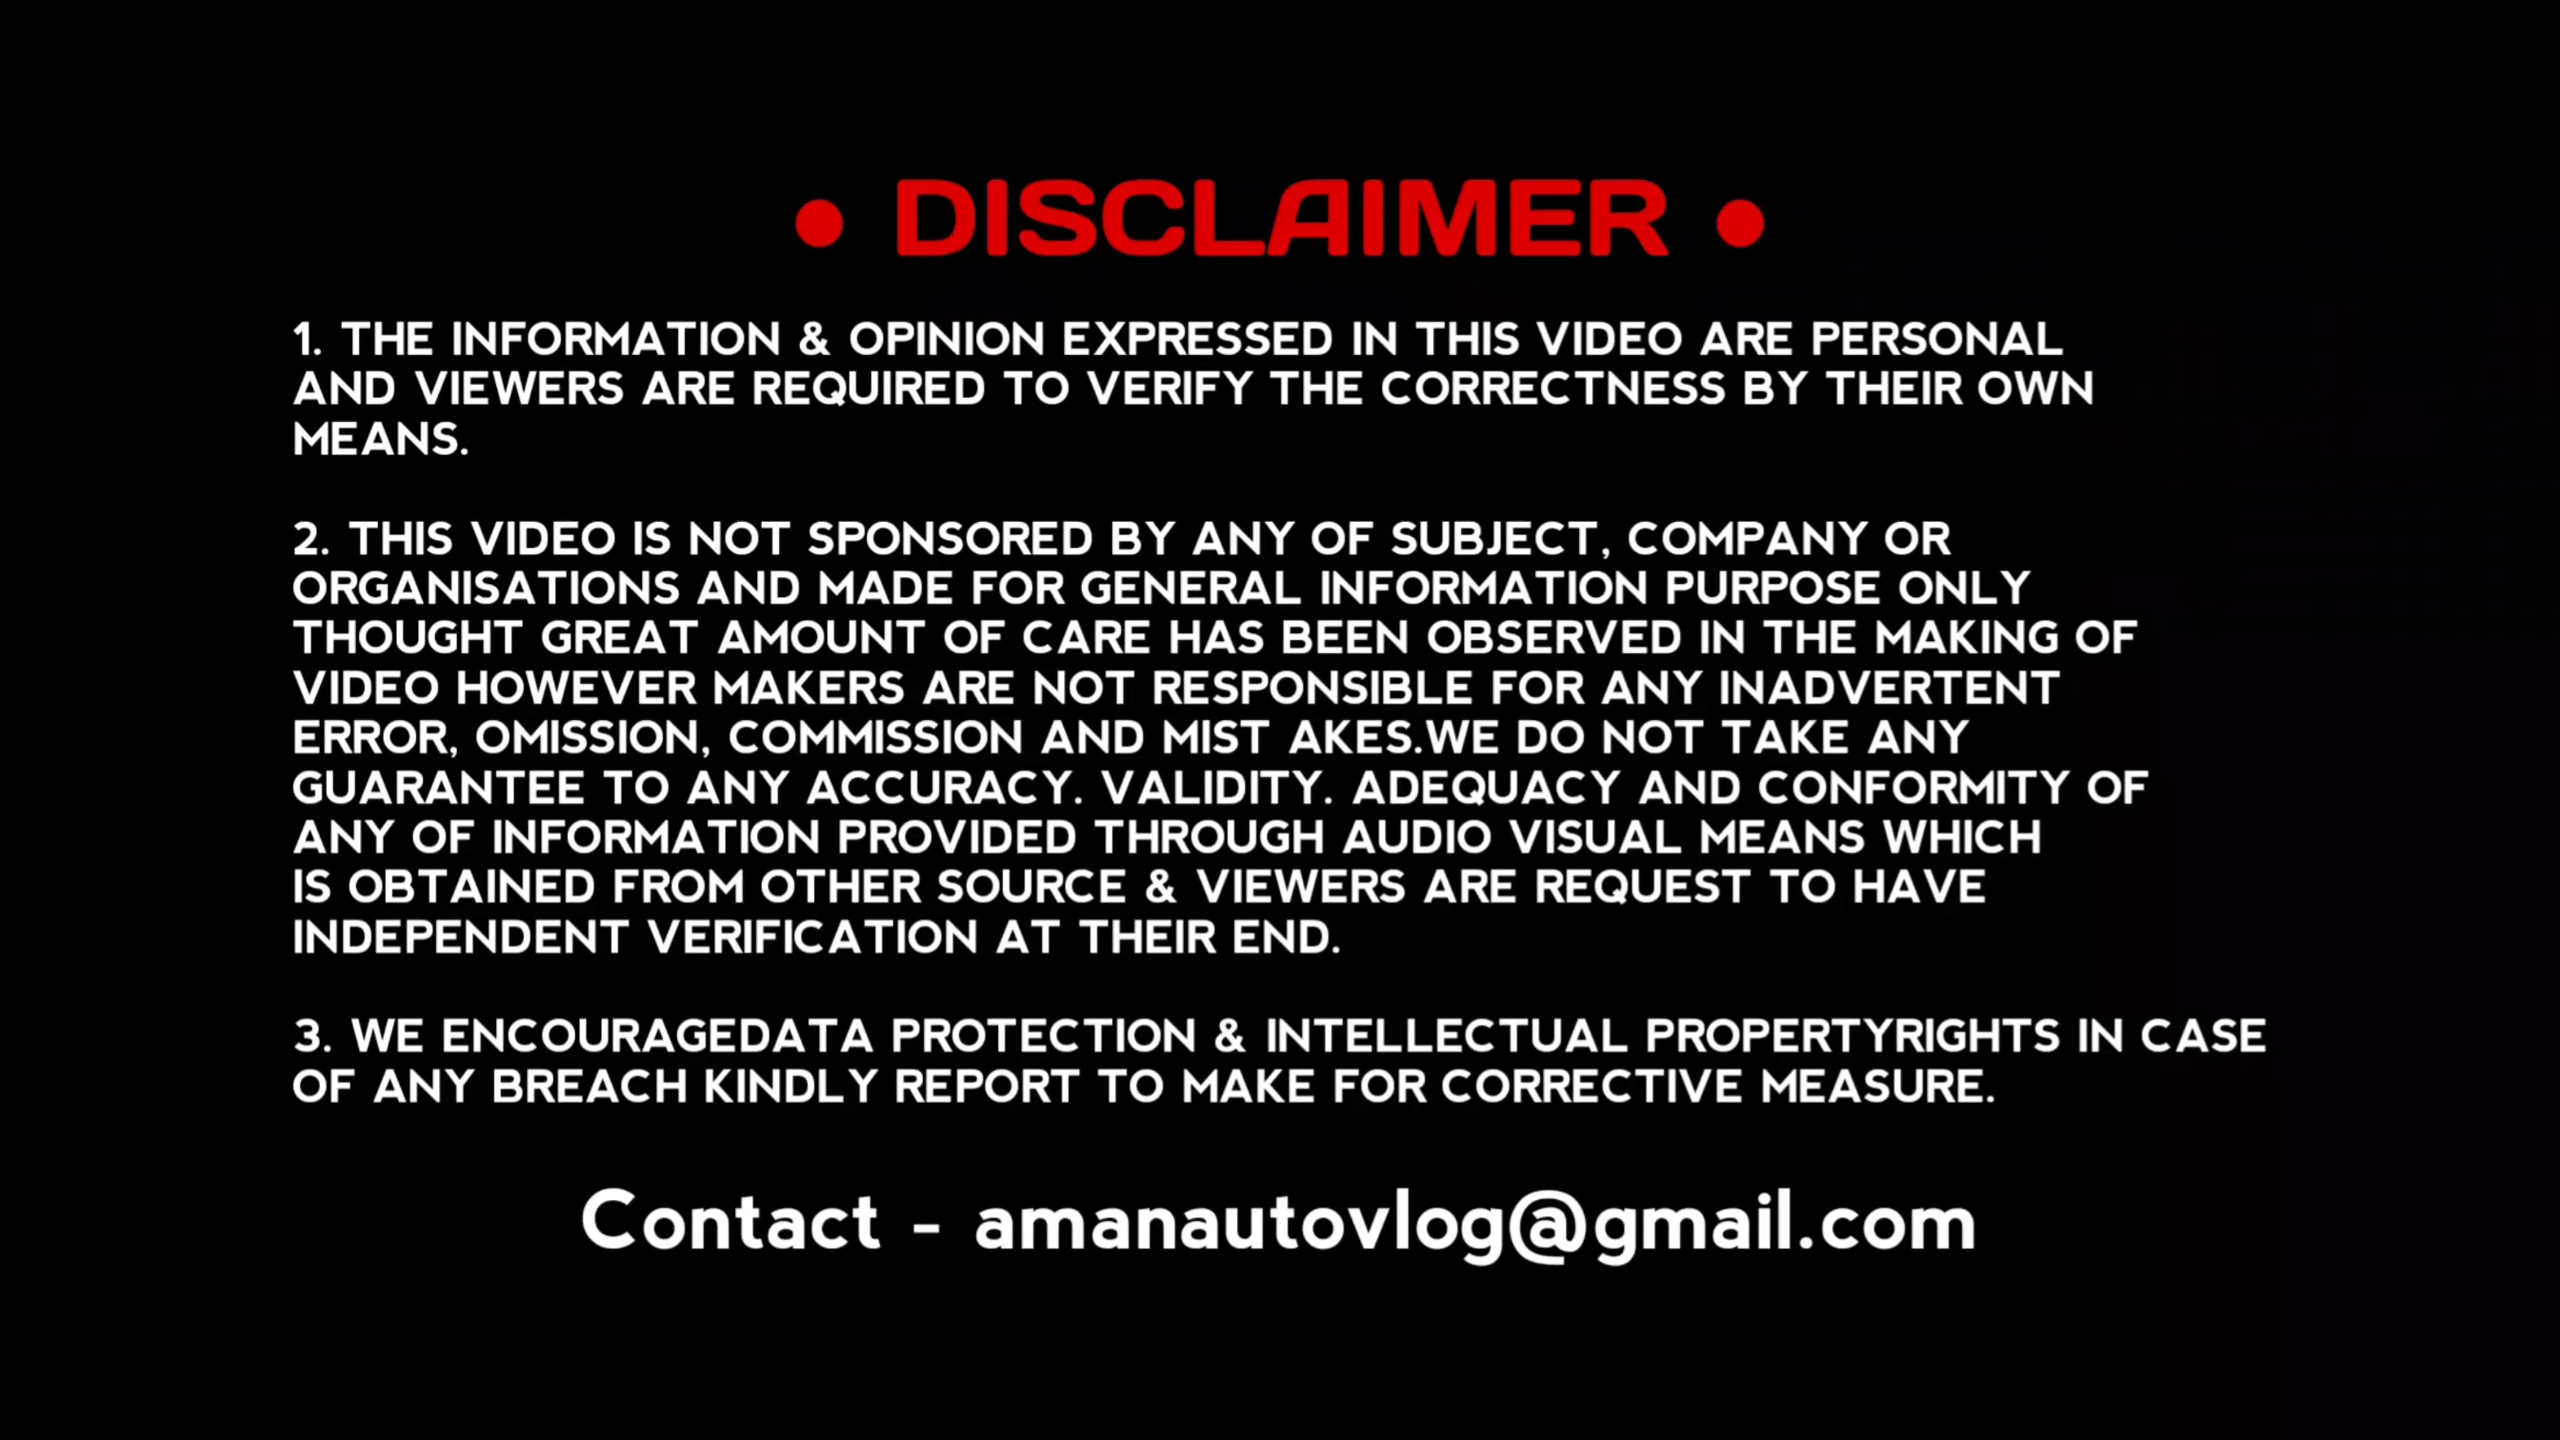 • DISCLAIMER •
1. THE INFORMATION & OPINION EXPRESSED IN THIS VIDEO ARE PERSONAL
AND VIEWERS ARE REQUIRED TO VERIFY THE CORRECTNESS BY THEIR OWN
MEANS.
2. THIS VIDEO IS NOT SPONSORED BY ANY OF SUBJECT, COMPANY OR
ORGANISATIONS AND MADE FOR GENERAL INFORMATION PURPOSE ONLY
THOUGHT GREAT AMOUNT OF CARE HAS BEEN OBSERVED IN THE MAKING OF
VIDEO HOWEVER MAKERS ARE NOT RESPONSIBLE FOR ANY INADVERTENT
ERROR, OMISSION, COMMISSION AND MIST AKES.WE DO NOT TAKE ANY
GUARANTEE TO ANY ACCURACY. VALIDITY. ADEQUACY AND CONFORMITY OF
ANY OF INFORMATION PROVIDED THROUGH AUDIO VISUAL MEANS WHICH
IS OBTAINED FROM OTHER SOURCE & VIEWERS ARE REQUEST TO HAVE
INDEPENDENT VERIFICATION AT THEIR END.
3. WE ENCOURAGEDATA PROTECTION & INTELLECTUAL PROPERTYRIGHTS IN CASE
OF ANY BREACH KINDLY REPORT TO MAKE FOR CORRECTIVE MEASURE.
Contact - amanautovlog@gmail.com